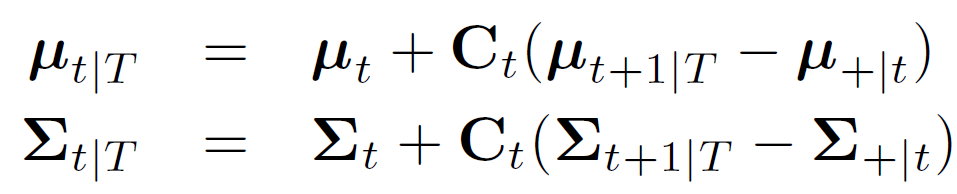 μ_{t|T} = μ_t + C_t(μ_{t+1|T} − μ_{+|t})
Σ_{t|T} = Σ_t + C_t(Σ_{t+1|T} − Σ_{+|t})